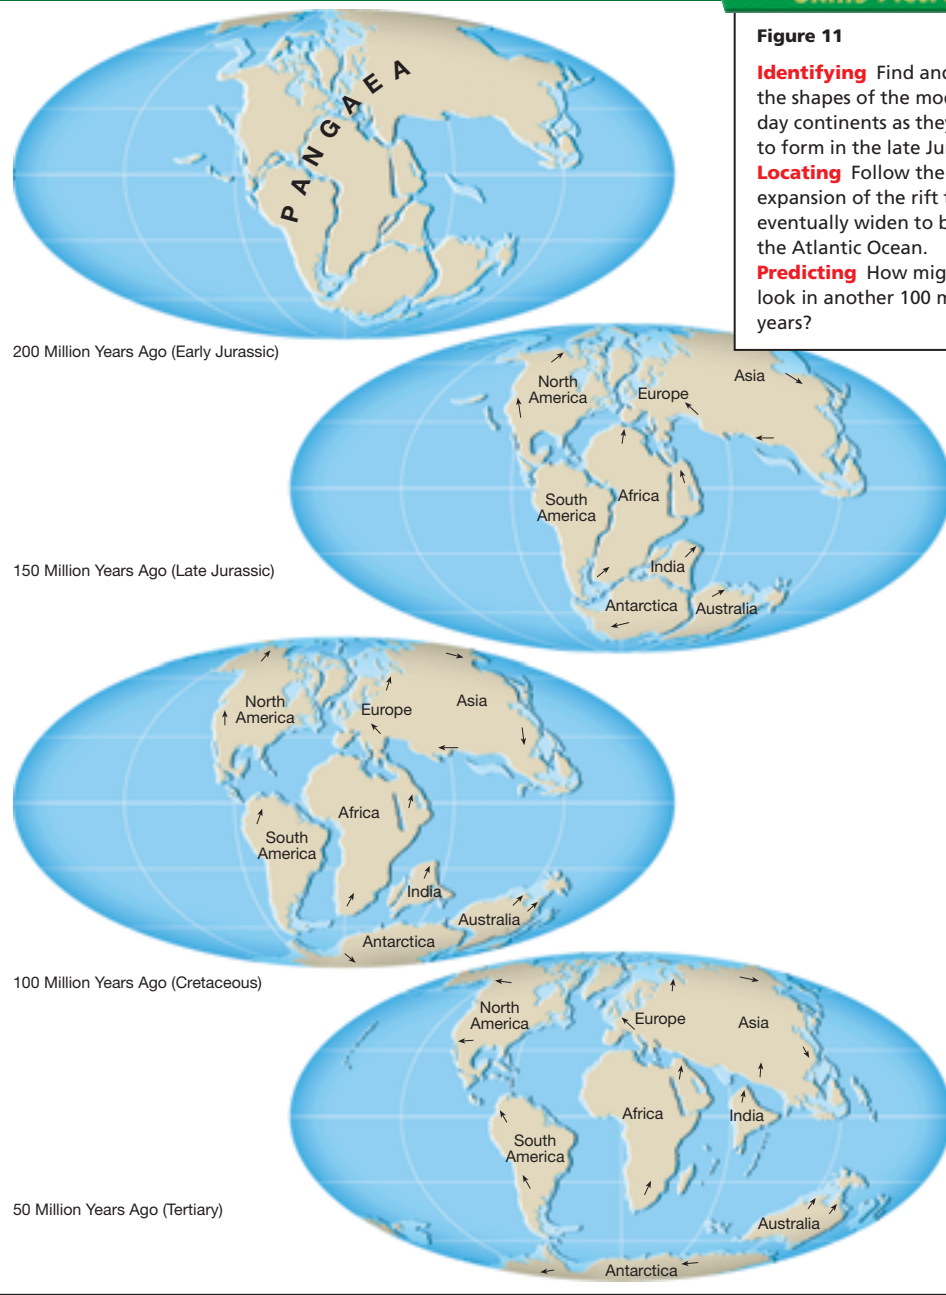 Figure 11
Identifying Find and
the shapes of the mo
day continents as they
to form in the late Ju
Locating Follow the
expansion of the rift t
eventually widen to b
the Atlantic Ocean.
Predicting How mig
look in another 100 m
years?
PANGAEA
200 Million Years Ago (Early Jurassic)
North
America
Europe
Asia
South
America
Africa
India
Antarctica
Australia
150 Million Years Ago (Late Jurassic)
North
America
Europe
Asia
Africa
South
America
India
Australia
Antarctica
100 Million Years Ago (Cretaceous)
North
America
Europe
Asia
Africa
India
South
America
Australia
Antarctica
50 Million Years Ago (Tertiary)